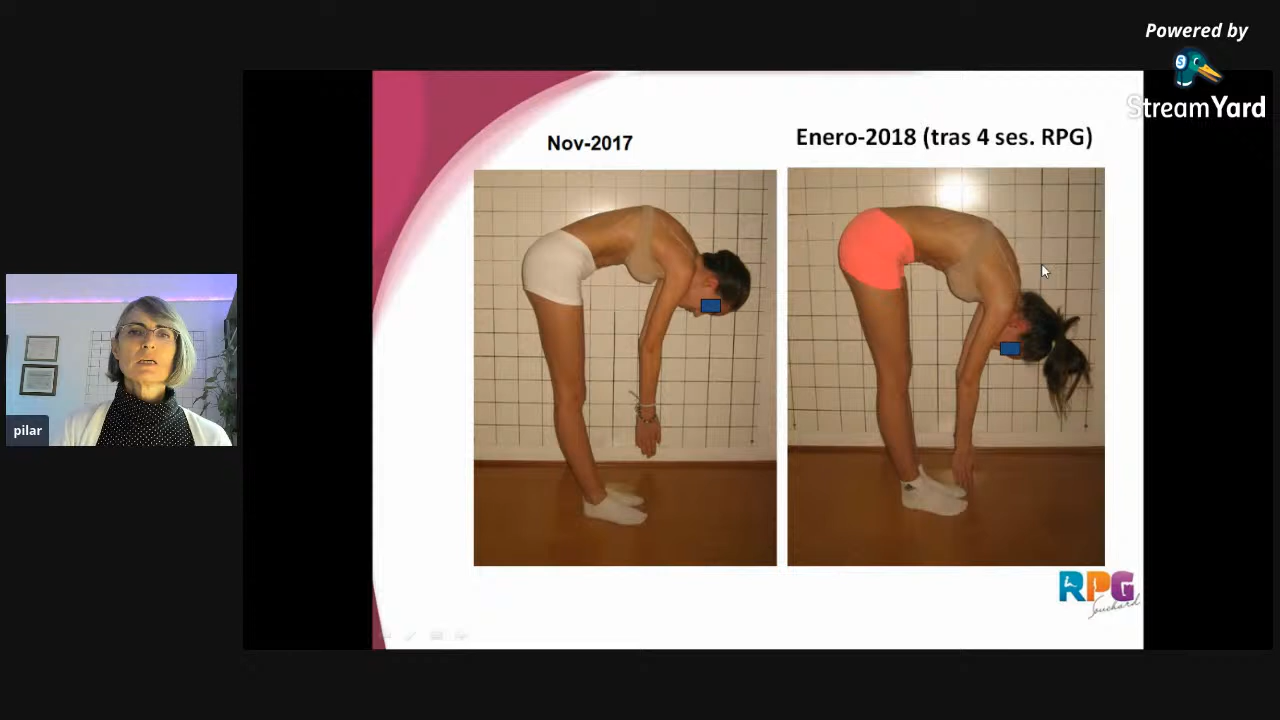 Powered by
StreamYard
Nov-2017
Enero-2018 (tras 4 ses. RPG)
pilar
RPG
Souchard